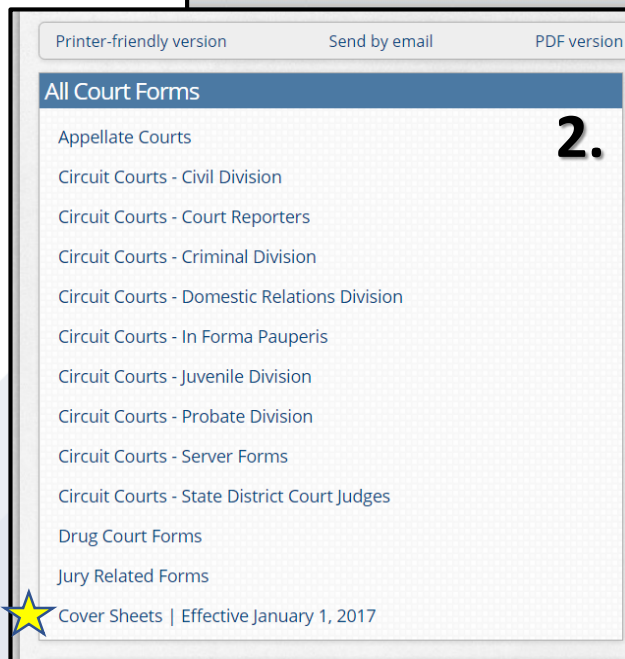 Printer-friendly version Send by email PDF version
All Court Forms
2.
Appellate Courts
Circuit Courts - Civil Division
Circuit Courts - Court Reporters
Circuit Courts - Criminal Division
Circuit Courts - Domestic Relations Division
Circuit Courts - In Forma Pauperis
Circuit Courts - Juvenile Division
Circuit Courts - Probate Division
Circuit Courts - Server Forms
Circuit Courts - State District Court Judges
Drug Court Forms
Jury Related Forms
Cover Sheets | Effective January 1, 2017